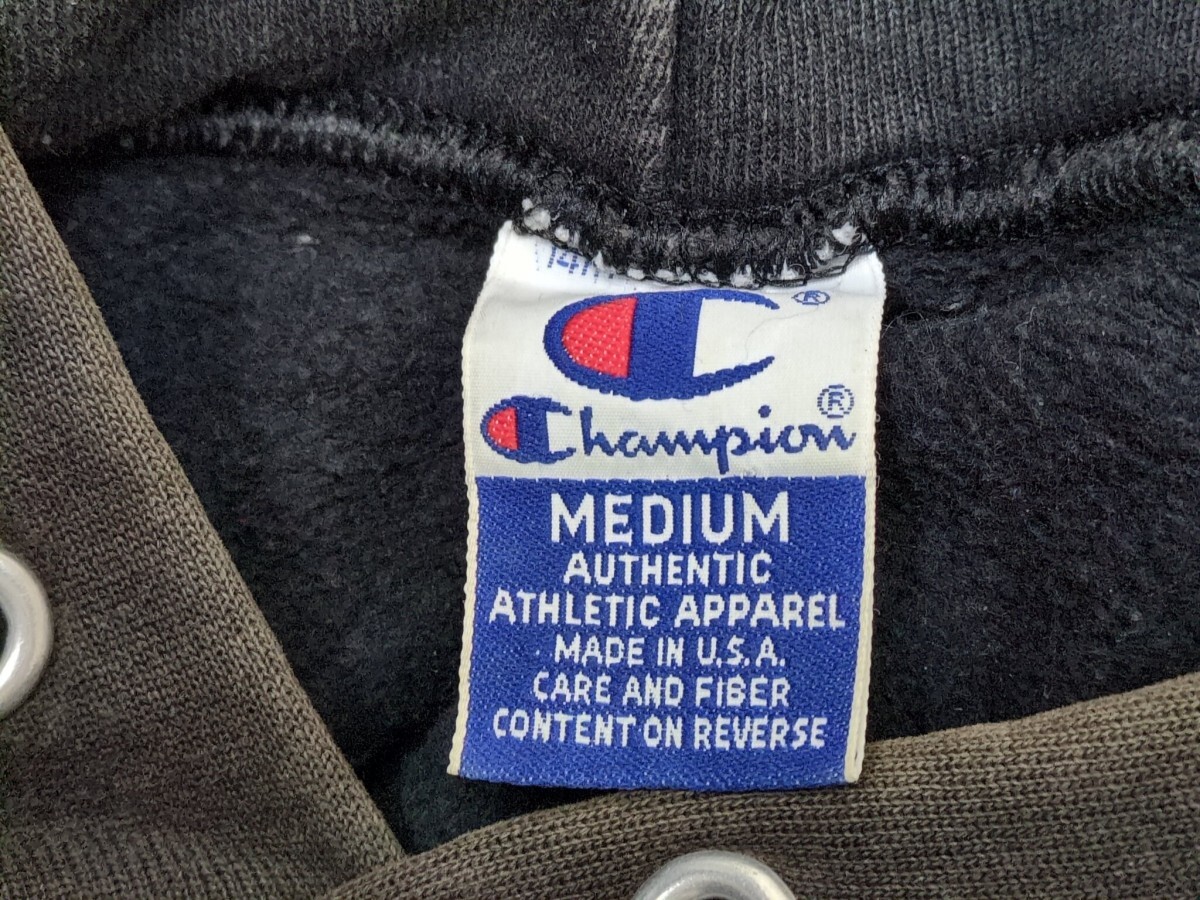 ®
Champion®
MEDIUM
AUTHENTIC
ATHLETIC APPAREL
MADE IN U.S.A.
CARE AND FIBER
CONTENT ON REVERSE